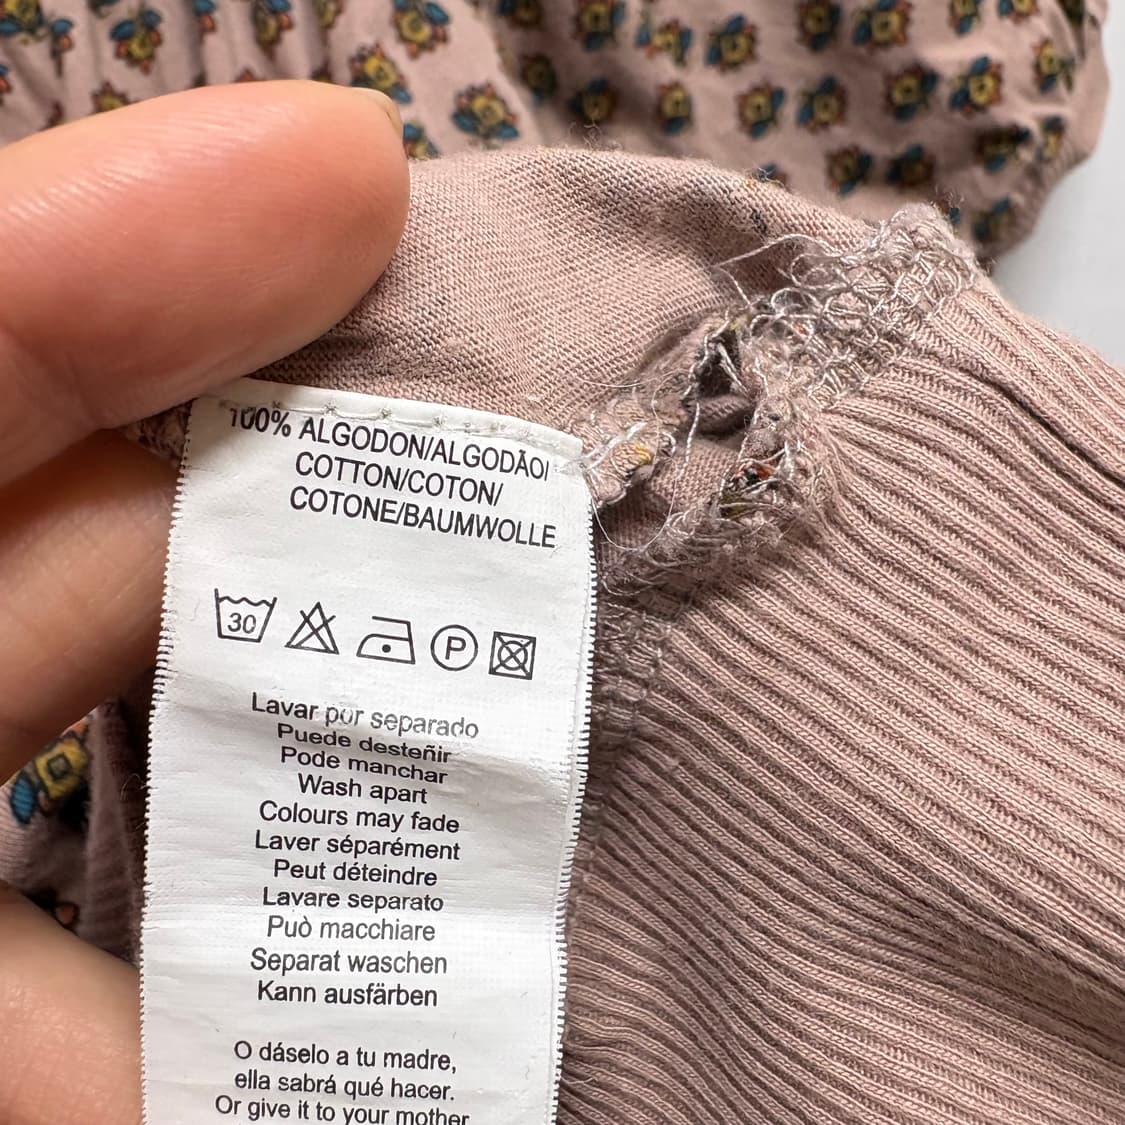 100% ALGODON/ALGODÃO/
COTTON/COTON/
COTONE/BAUMWOLLE
30
P
Lavar por separado
Puede desteñir
Pode manchar
Wash apart
Colours may fade
Laver séparément
Peut déteindre
Lavare separato
Può macchiare
Separat waschen
Kann ausfärben
O dáselo a tu madre,
ella sabrá qué hacer.
Or give it to your mother